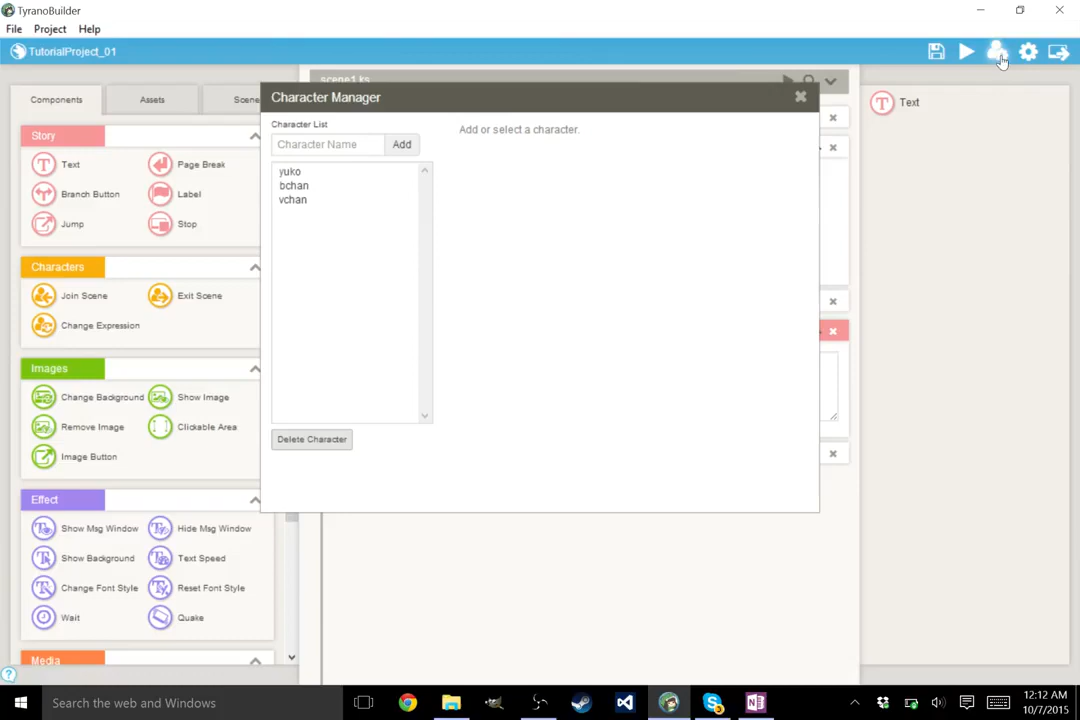 TyranoBuilder
File Project Help
TutorialProject_01
scene1.ks
Components Assets Scene
Character Manager
Character List
Add or select a character.
Character Name Add
yuko
bchan
vchan
Delete Character
Text
Story
Text Page Break
Branch Button Label
Jump Stop
Characters
Join Scene Exit Scene
Change Expression
Images
Change Background Show Image
Remove Image Clickable Area
Image Button
Effect
Show Msg Window Hide Msg Window
Show Background Text Speed
Change Font Style Reset Font Style
Wait Quake
Media
Search the web and Windows
12:12 AM
10/7/2015